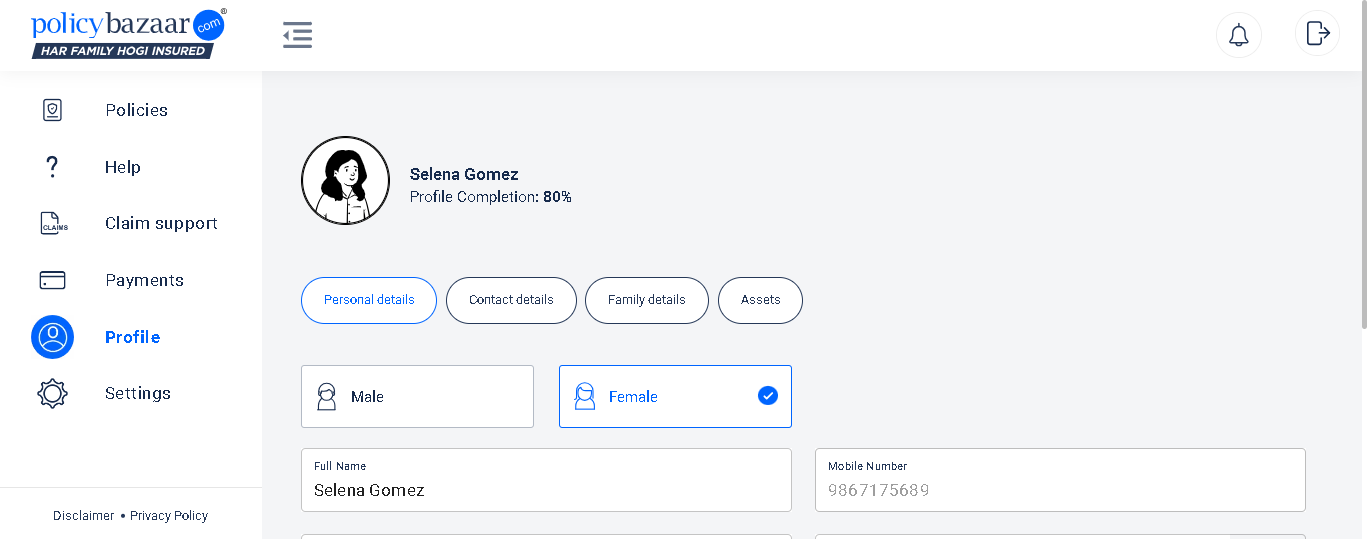 policybazaar.com®
HAR FAMILY HOGI INSURED
Policies
Help
CLAIMS
Claim support
Payments
Profile
Settings
Disclaimer • Privacy Policy
Selena Gomez
Profile Completion: 80%
Personal details
Contact details
Family details
Assets
Male
Female
Full Name
Selena Gomez
Mobile Number
9867175689